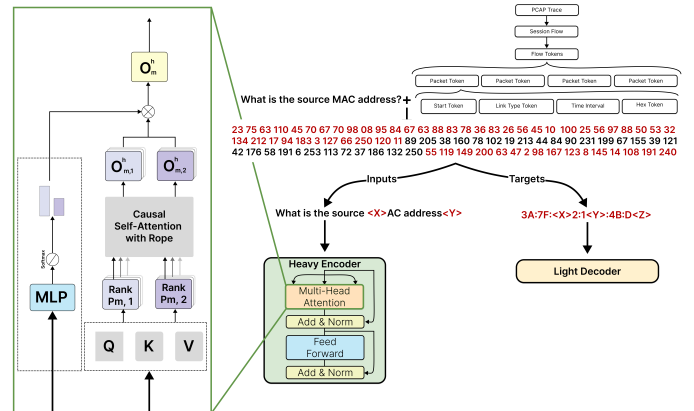 O^h_m
O^h_m,1
O^h_m,2
Causal
Self-Attention
with Rope
Softmax
MLP
Rank
Pm, 1
Rank
Pm, 2
Q
K
V
PCAP Trace
Session Flow
Flow Tokens
Packet Token
Packet Token
Packet Token
Packet Token
Start Token
Link Type Token
Time Interval
Hex Token
What is the source MAC address? +
23 75 63 110 45 70 67 70 98 08 95 84 67 63 88 83 78 36 83 26 56 45 10 100 25 56 97 88 50 53 32
134 212 17 94 183 3 127 66 250 120 11 89 205 38 160 78 102 19 213 44 84 90 231 199 67 155 39 121
42 176 58 191 6 253 113 72 37 186 132 250 55 119 149 200 63 47 2 98 167 123 8 145 14 108 191 240
Inputs
Targets
What is the source <X>AC address<Y>
3A:7F:<X>2:1<Y>:4B:D<Z>
Heavy Encoder
Multi-Head
Attention
Add & Norm
Feed
Forward
Add & Norm
Light Decoder